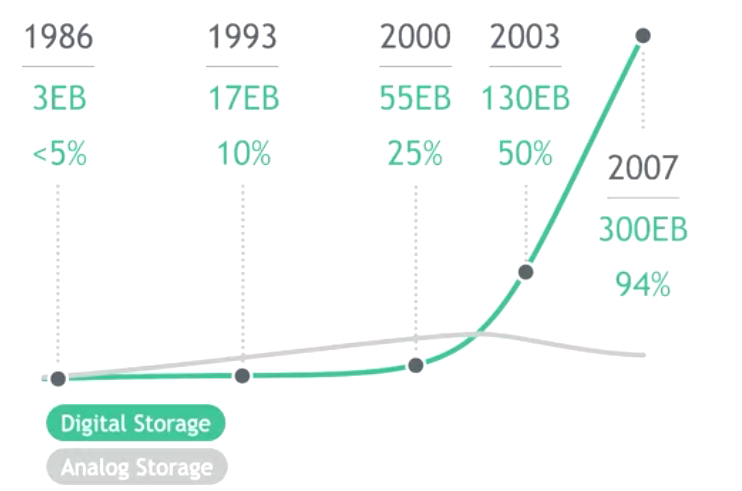 1986
3EB
<5%
1993
17EB
10%
2000
55EB
25%
2003
130EB
50%
2007
300EB
94%
Digital Storage
Analog Storage